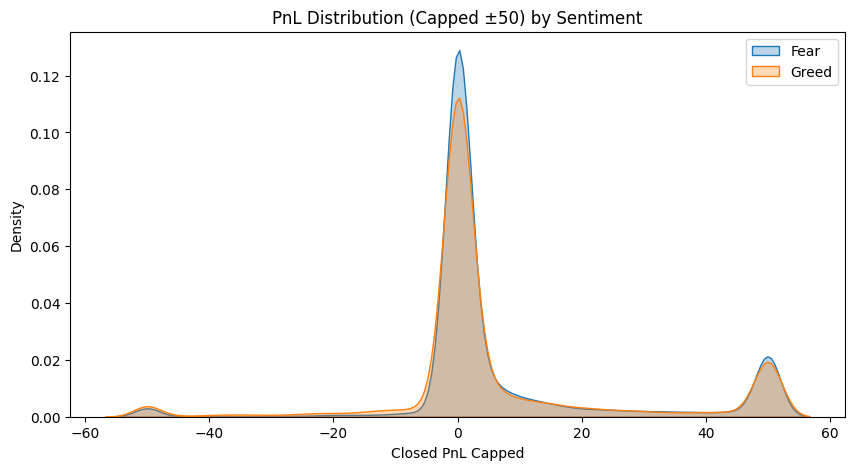 PnL Distribution (Capped ±50) by Sentiment
Fear
Greed
0.12
0.10
0.08
0.06
0.04
0.02
0.00
Density
−60
−40
−20
0
20
40
60
Closed PnL Capped